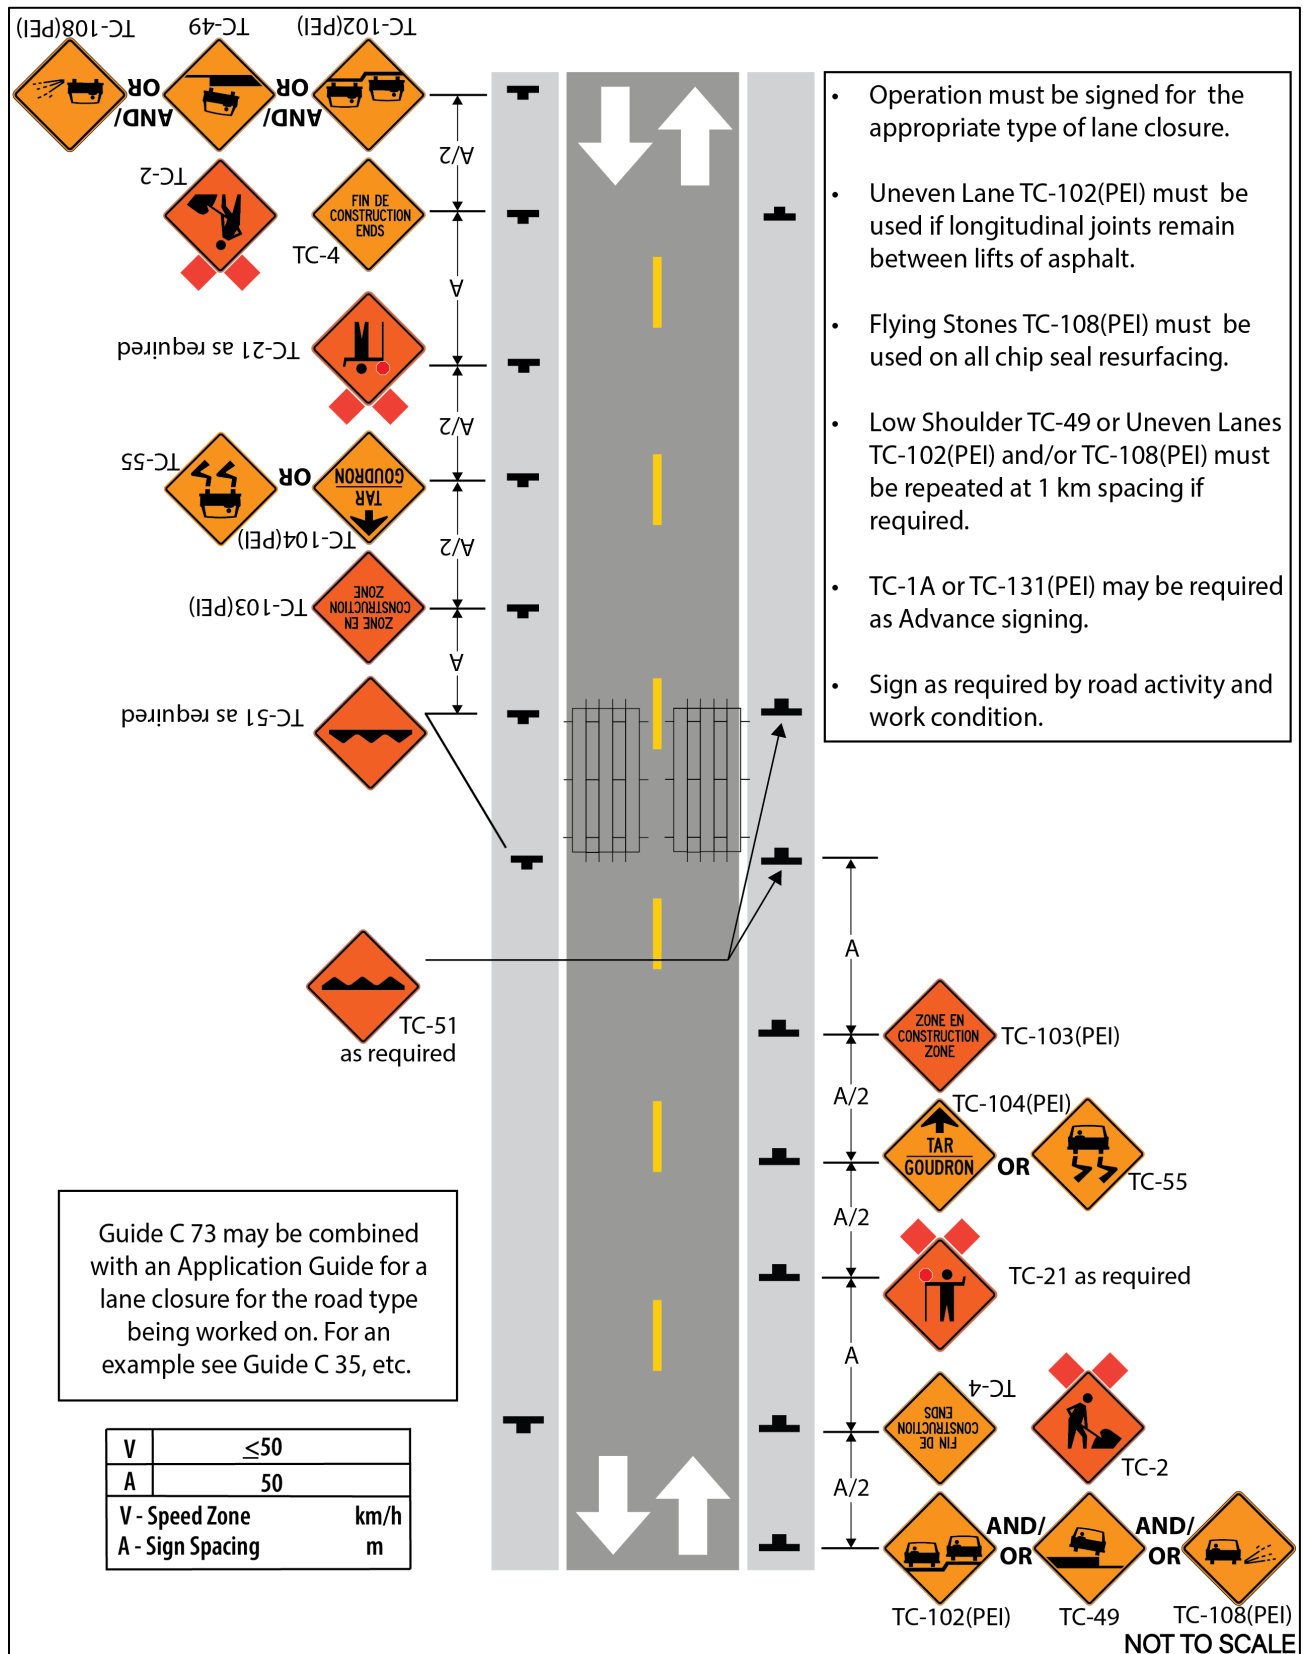 TC-108(PEI)
TC-49
TC-102(PEI)
AND/
OR
AND/
OR
A/2
TC-2
FIN DE
CONSTRUCTION
ENDS
TC-4
A
TC-21 as required
A/2
TC-55
OR
TAR
GOUDRON
TC-104(PEI)
A/2
TC-103(PEI)
ZONE EN
CONSTRUCTION
ZONE
A
TC-51 as required
• Operation must be signed for the
appropriate type of lane closure.
• Uneven Lane TC-102(PEI) must be
used if longitudinal joints remain
between lifts of asphalt.
• Flying Stones TC-108(PEI) must be
used on all chip seal resurfacing.
• Low Shoulder TC-49 or Uneven Lanes
TC-102(PEI) and/or TC-108(PEI) must
be repeated at 1 km spacing if
required.
• TC-1A or TC-131(PEI) may be required
as Advance signing.
• Sign as required by road activity and
work condition.
TC-51
as required
A
ZONE EN
CONSTRUCTION
ZONE
TC-103(PEI)
A/2
TC-104(PEI)
TAR
GOUDRON
OR
TC-55
A/2
TC-21 as required
A
TC-4
FIN DE
CONSTRUCTION
ENDS
TC-2
A/2
AND/
OR
AND/
OR
TC-102(PEI)
TC-49
TC-108(PEI)
Guide C 73 may be combined
with an Application Guide for a
lane closure for the road type
being worked on. For an
example see Guide C 35, etc.
V ≤50
A 50
V - Speed Zone km/h
A - Sign Spacing m
NOT TO SCALE